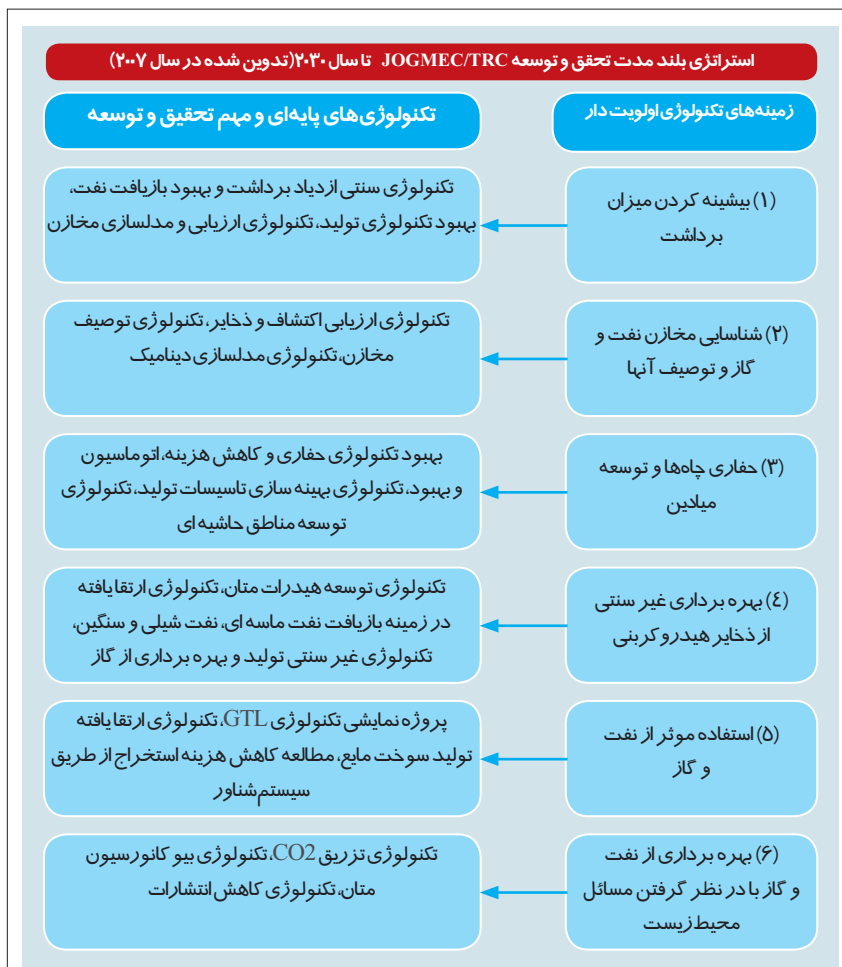 استراتژی بلند مدت تحقق و توسعه JOGMEC/TRC تا سال ۲۰۳۰(تدوین شده در سال ۲۰۰۷)
زمینه‌های تکنولوژی اولویت دار
تکنولوژی‌های پایه‌ای و مهم تحقیق و توسعه
(۱) بیشینه کردن میزان
برداشت
تکنولوژی سنتی ازدیاد برداشت و بهبود بازیافت نفت،
بهبود تکنولوژی تولید، تکنولوژی ارزیابی و مدلسازی مخازن
(۲) شناسایی مخازن نفت و
گاز و توصیف آنها
تکنولوژی ارزیابی اکتشاف و ذخایر، تکنولوژی توصیف
مخازن، تکنولوژی مدلسازی دینامیک
(۳) حفاری چاه‌ها و توسعه
میادین
بهبود تکنولوژی حفاری و کاهش هزینه، اتوماسیون
و بهبود، تکنولوژی بهینه سازی تاسیسات تولید، تکنولوژی
توسعه مناطق حاشیه ای
(٤) بهره برداری غیر سنتی
از ذخایر هیدروکربنی
تکنولوژی توسعه هیدرات متان، تکنولوژی ارتقا یافته
در زمینه بازیافت نفت ماسه ای، نفت شیلی و سنگین،
تکنولوژی غیر سنتی تولید و بهره برداری از گاز
(۵) استفاده موثر از نفت
و گاز
پروژه نمایشی تکنولوژی GTL، تکنولوژی ارتقا یافته
تولید سوخت مایع، مطالعه کاهش هزینه استخراج از طریق
سیستم شناور
(۶) بهره برداری از نفت
و گاز با در نظر گرفتن مسائل
محیط زیست
تکنولوژی تزریق CO2، تکنولوژی بیو کانورسیون
متان، تکنولوژی کاهش انتشارات